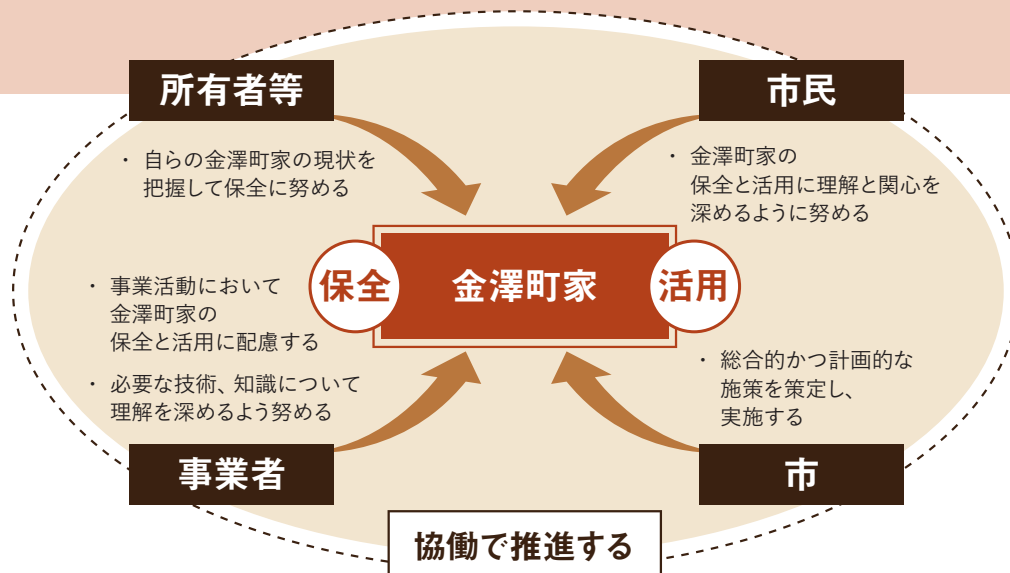 所有者等
・ 自らの金澤町家の現状を
把握して保全に努める
市民
・ 金澤町家の
保全と活用に理解と関心を
深めるように努める
保全
金澤町家
活用
・ 事業活動において
金澤町家の
保全と活用に配慮する
・ 必要な技術、知識について
理解を深めるよう努める
事業者
・ 総合的かつ計画的な
施策を策定し、
実施する
市
協働で推進する